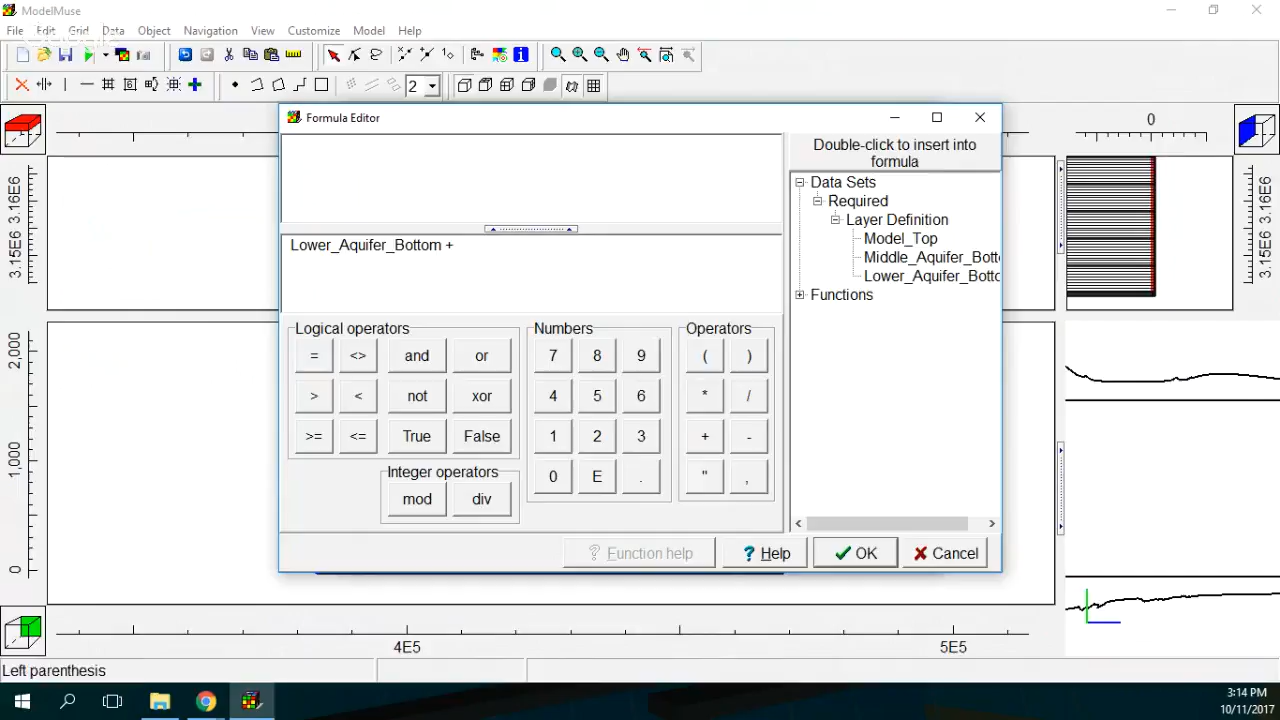 ModelMuse
File Edit Grid Data Object Navigation View Customize Model Help
2
0
3.16E6
3.15E6
3.16E6
3.15E6
2,000
1,000
0
4E5
5E5
Formula Editor
Lower_Aquifer_Bottom +
Logical operators
= <> and or
> < not xor
>= <= True False
Integer operators
mod div
Numbers
7 8 9
4 5 6
1 2 3
0 E .
Operators
( )
* /
+ -
" ,
Double-click to insert into
formula
Data Sets
Required
Layer Definition
Model_Top
Middle_Aquifer_Botto
Lower_Aquifer_Botto
Functions
? Function help
? Help
OK
Cancel
Left parenthesis
3:14 PM
10/11/2017